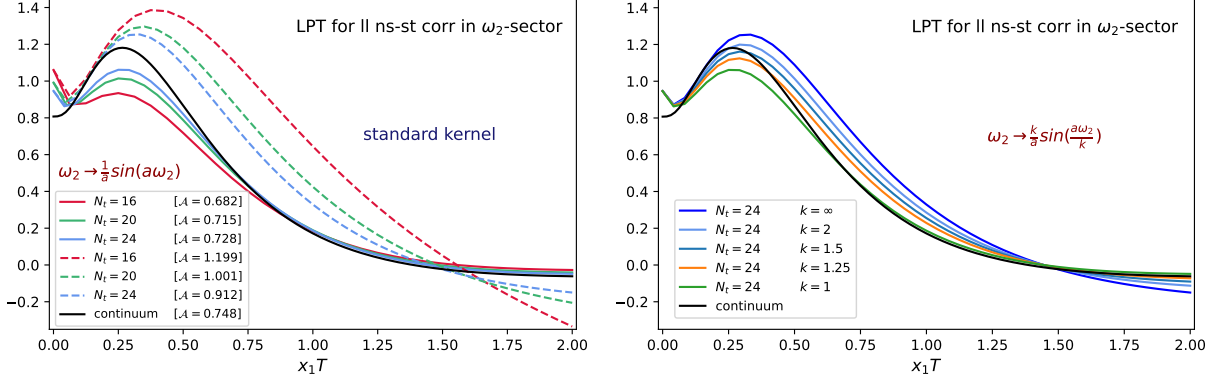 LPT for ll ns-st corr in ω₂-sector
1.4
1.2
1.0
0.8
0.6
0.4
0.2
0.0
−0.2
standard kernel
ω₂ → 1/a sin(aω₂)
N_t = 16 [𝒜 = 0.682]
N_t = 20 [𝒜 = 0.715]
N_t = 24 [𝒜 = 0.728]
N_t = 16 [𝒜 = 1.199]
N_t = 20 [𝒜 = 1.001]
N_t = 24 [𝒜 = 0.912]
continuum [𝒜 = 0.748]
0.00 0.25 0.50 0.75 1.00 1.25 1.50 1.75 2.00
x₁T
LPT for ll ns-st corr in ω₂-sector
1.4
1.2
1.0
0.8
0.6
0.4
0.2
0.0
−0.2
ω₂ → k/a sin(aω₂/k)
N_t = 24 k = ∞
N_t = 24 k = 2
N_t = 24 k = 1.5
N_t = 24 k = 1.25
N_t = 24 k = 1
continuum
0.00 0.25 0.50 0.75 1.00 1.25 1.50 1.75 2.00
x₁T